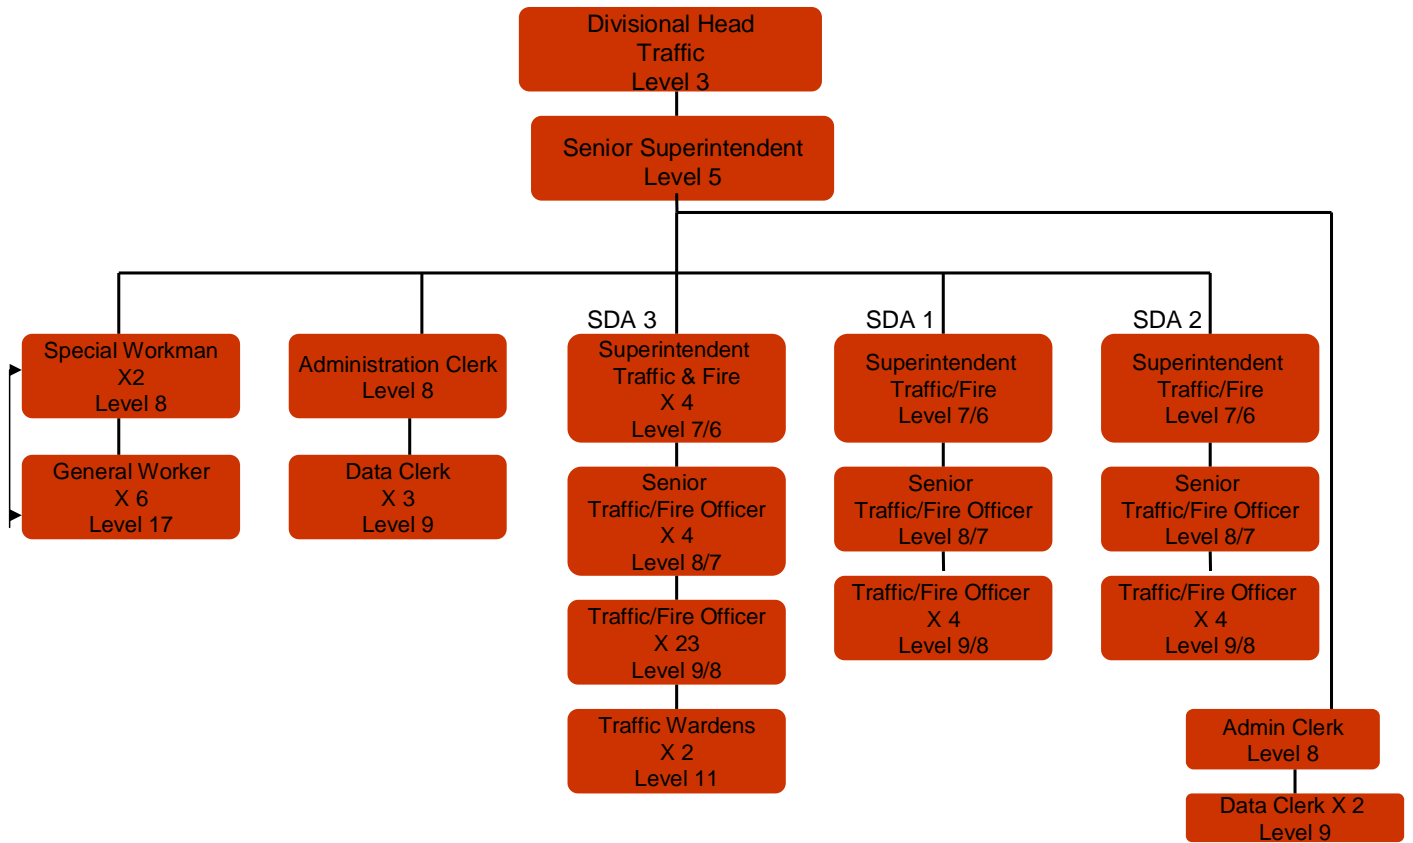 Divisional Head
Traffic
Level 3
Senior Superintendent
Level 5
Special Workman
X2
Level 8
General Worker
X 6
Level 17
Administration Clerk
Level 8
Data Clerk
X 3
Level 9
SDA 3
Superintendent
Traffic & Fire
X 4
Level 7/6
Senior
Traffic/Fire Officer
X 4
Level 8/7
Traffic/Fire Officer
X 23
Level 9/8
Traffic Wardens
X 2
Level 11
SDA 1
Superintendent
Traffic/Fire
Level 7/6
Senior
Traffic/Fire Officer
Level 8/7
Traffic/Fire Officer
X 4
Level 9/8
SDA 2
Superintendent
Traffic/Fire
Level 7/6
Senior
Traffic/Fire Officer
Level 8/7
Traffic/Fire Officer
X 4
Level 9/8
Admin Clerk
Level 8
Data Clerk X 2
Level 9